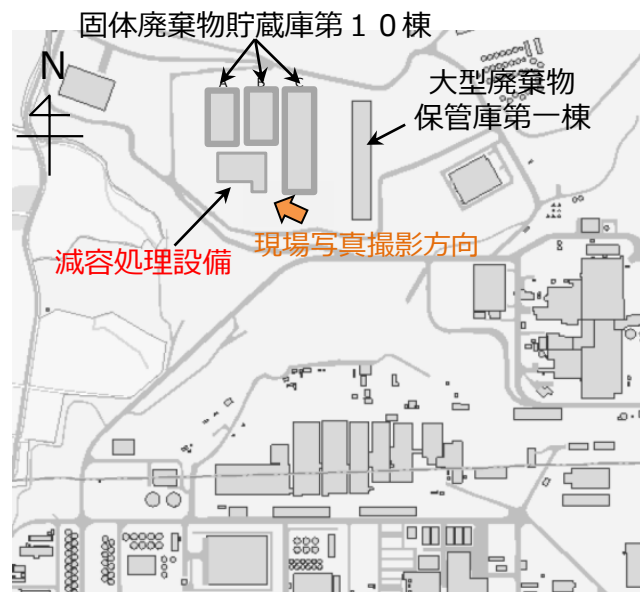 固体廃棄物貯蔵庫第１０棟
A
B
C
N
大型廃棄物
保管庫第一棟
現場写真撮影方向
減容処理設備